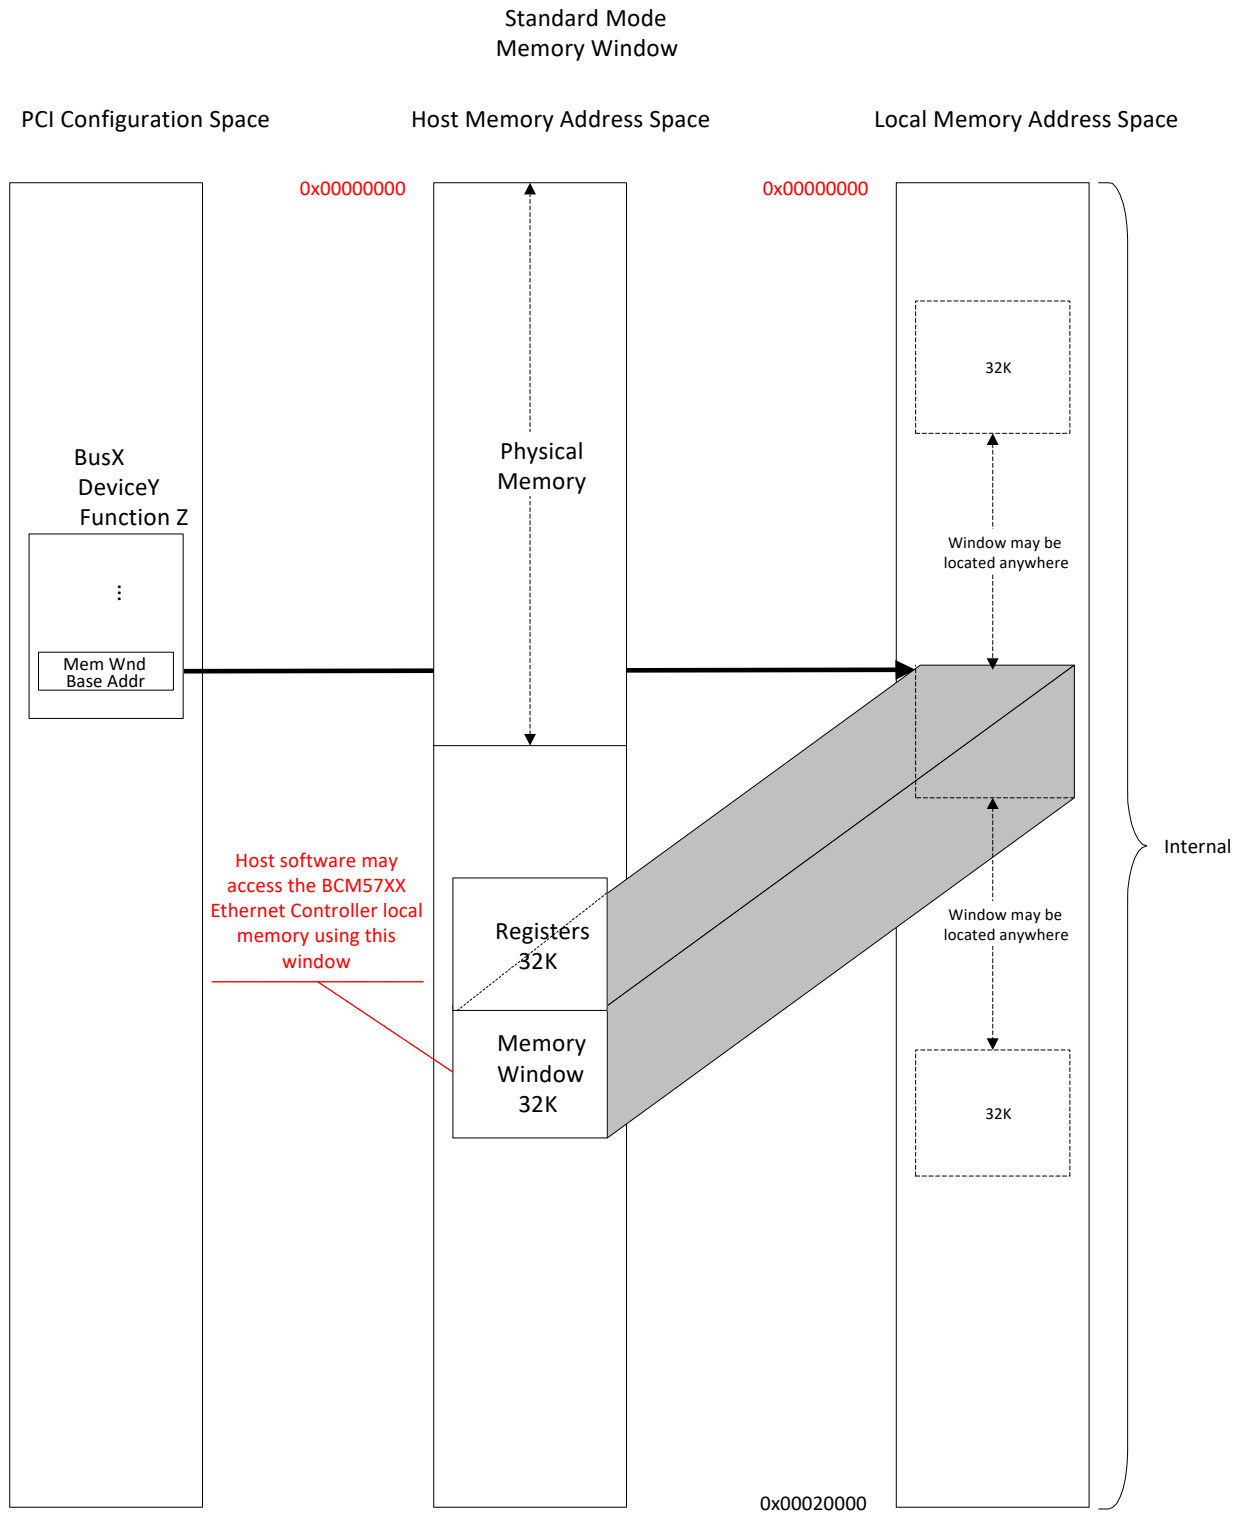 Standard Mode
Memory Window
PCI Configuration Space
Host Memory Address Space
Local Memory Address Space
0x00000000
0x00000000
32K
Physical
Memory
BusX
DeviceY
Function Z
...
Mem Wnd
Base Addr
Window may be
located anywhere
Internal
Host software may
access the BCM57XX
Ethernet Controller local
memory using this
window
Registers
32K
Window may be
located anywhere
Memory
Window
32K
32K
0x00020000